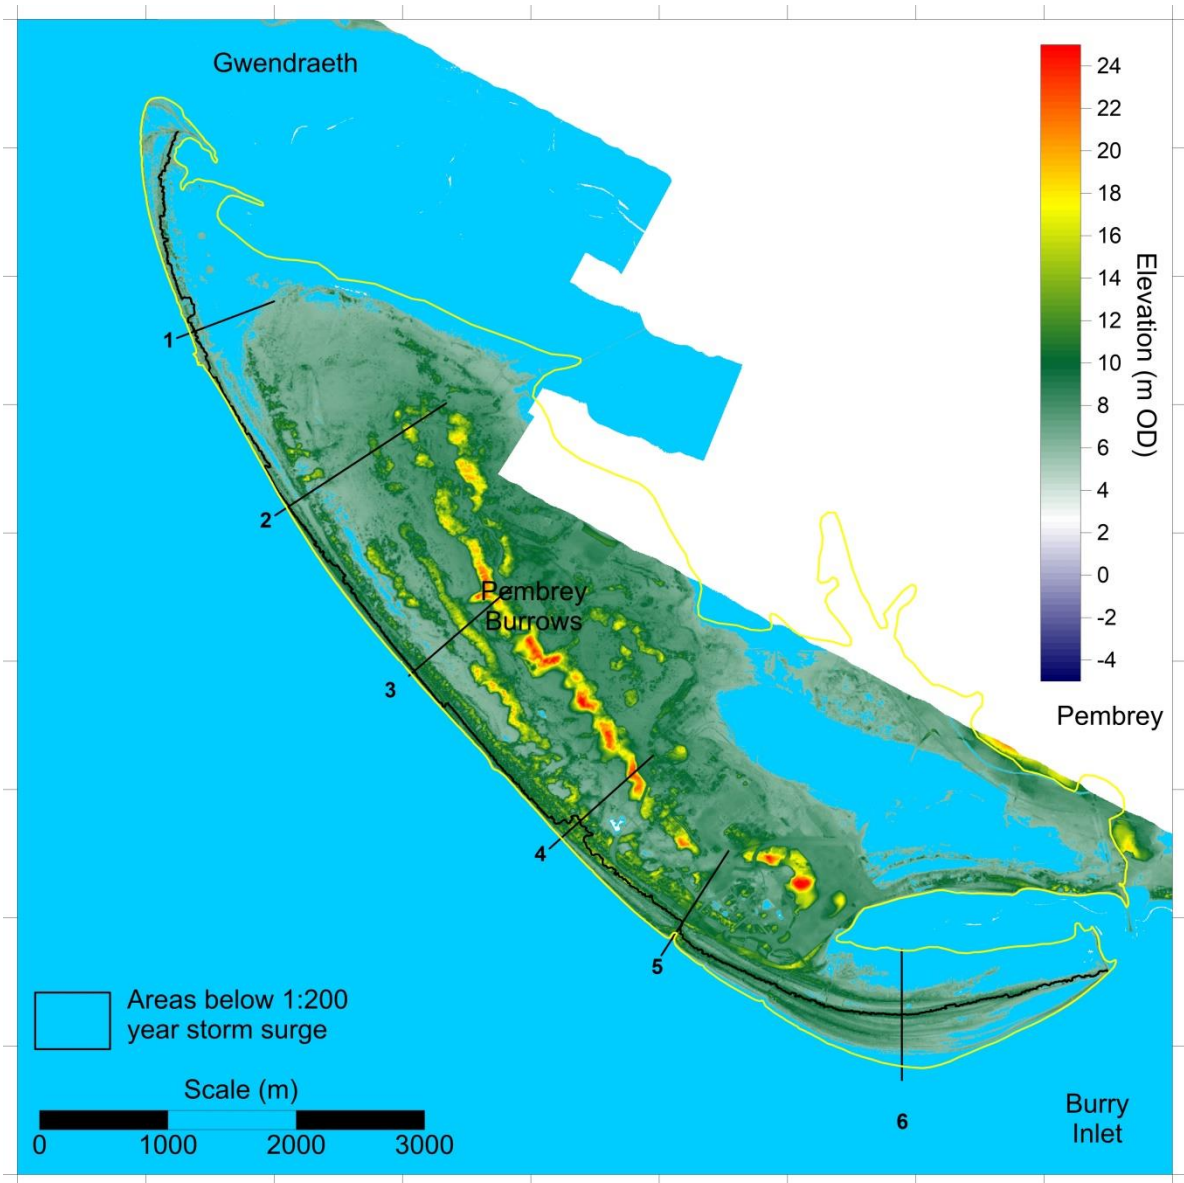 Gwendraeth
24
22
20
18
16
14
12
10
8
6
4
2
0
-2
-4
Elevation (m OD)
1
2
Pembrey
Burrows
3
Pembrey
4
5
Areas below 1:200
year storm surge
Scale (m)
0 1000 2000 3000
6
Burry
Inlet